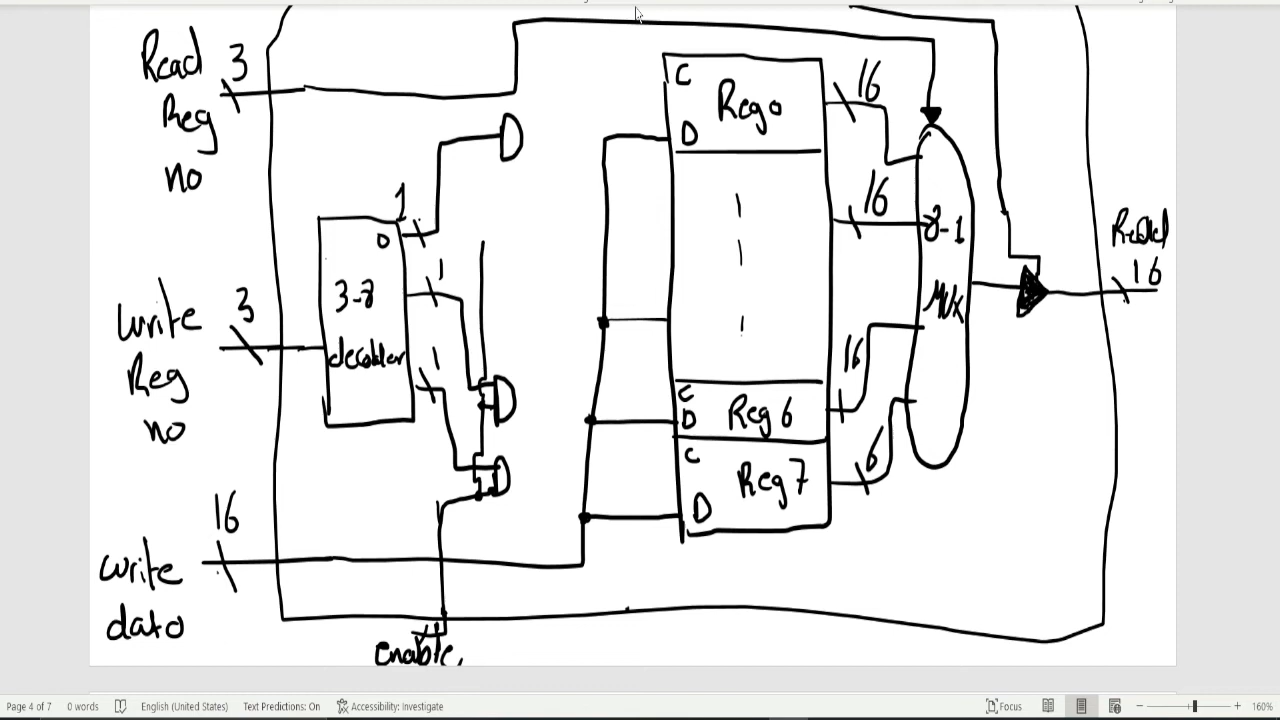 Read
Reg
no
3
Write
Reg
no
3
Write
data
16
enable
3-8
decoder
0
1
1
1
C
Reg 0
D
C
D
Reg 6
C
Reg 7
D
16
16
16
6
8-1
MUX
Read
16
Page 4 of 7
0 words
English (United States)
Text Predictions: On
Accessibility: Investigate
Focus
160%